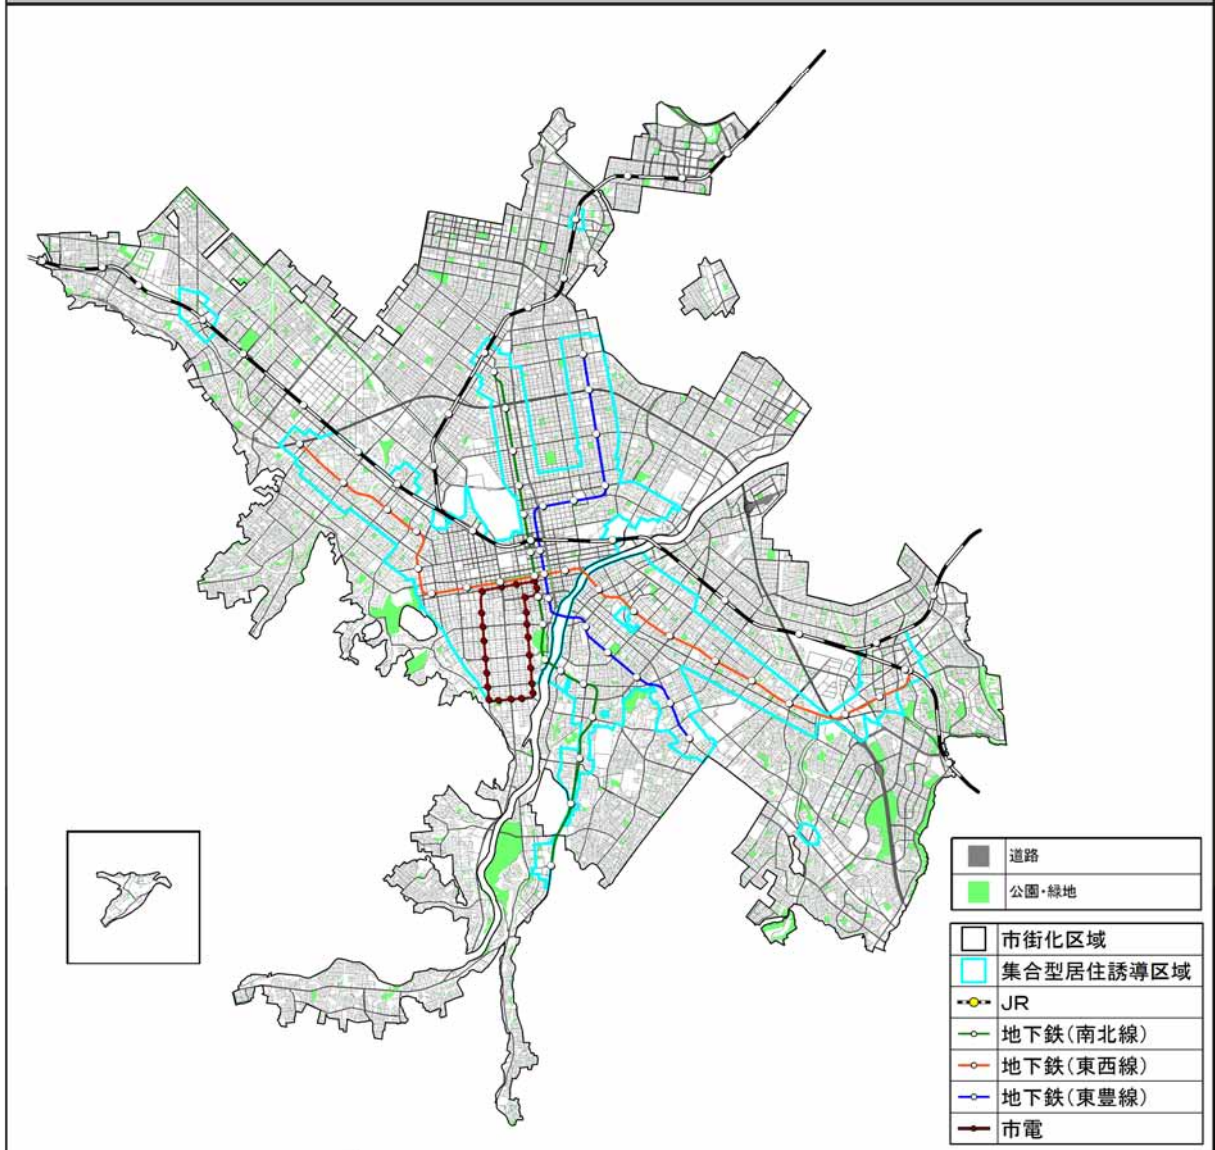 道路
公園・緑地
市街化区域
集合型居住誘導区域
JR
地下鉄(南北線)
地下鉄(東西線)
地下鉄(東豊線)
市電